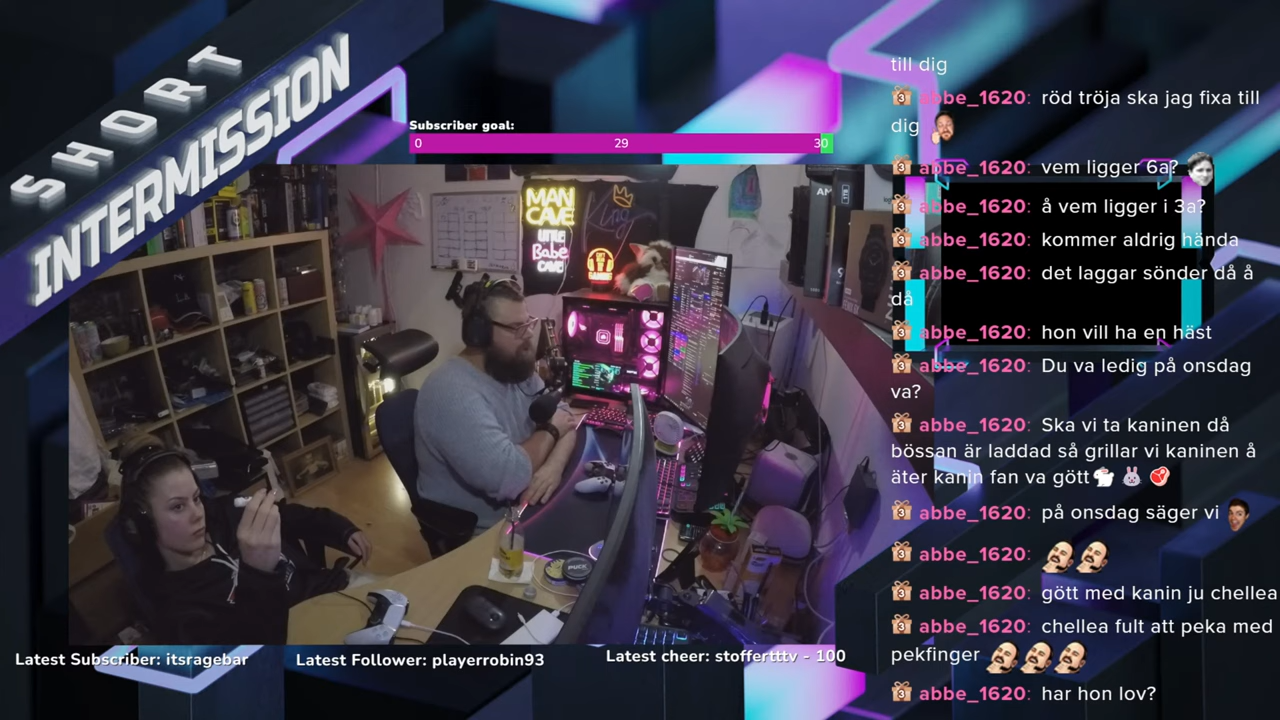 SHORT
INTERMISSION
Subscriber goal:
0 29 30
MAN
CAVE
LITTLE
Babe
CAVE
King
PUCK
till dig
abbe_1620: röd tröja ska jag fixa till
dig
abbe_1620: vem ligger 6a?
abbe_1620: å vem ligger i 3a?
abbe_1620: kommer aldrig hända
abbe_1620: det laggar sönder då å
då
abbe_1620: hon vill ha en häst
abbe_1620: Du va ledig på onsdag
va?
abbe_1620: Ska vi ta kaninen då
bössan är laddad så grillar vi kaninen å
äter kanin fan va gött
abbe_1620: på onsdag säger vi
abbe_1620:
abbe_1620: gött med kanin ju chellea
abbe_1620: chellea fult att peka med
pekfinger
abbe_1620: har hon lov?
Latest Subscriber: itsragebar
Latest Follower: playerrobin93
Latest cheer: stoffertttv - 100